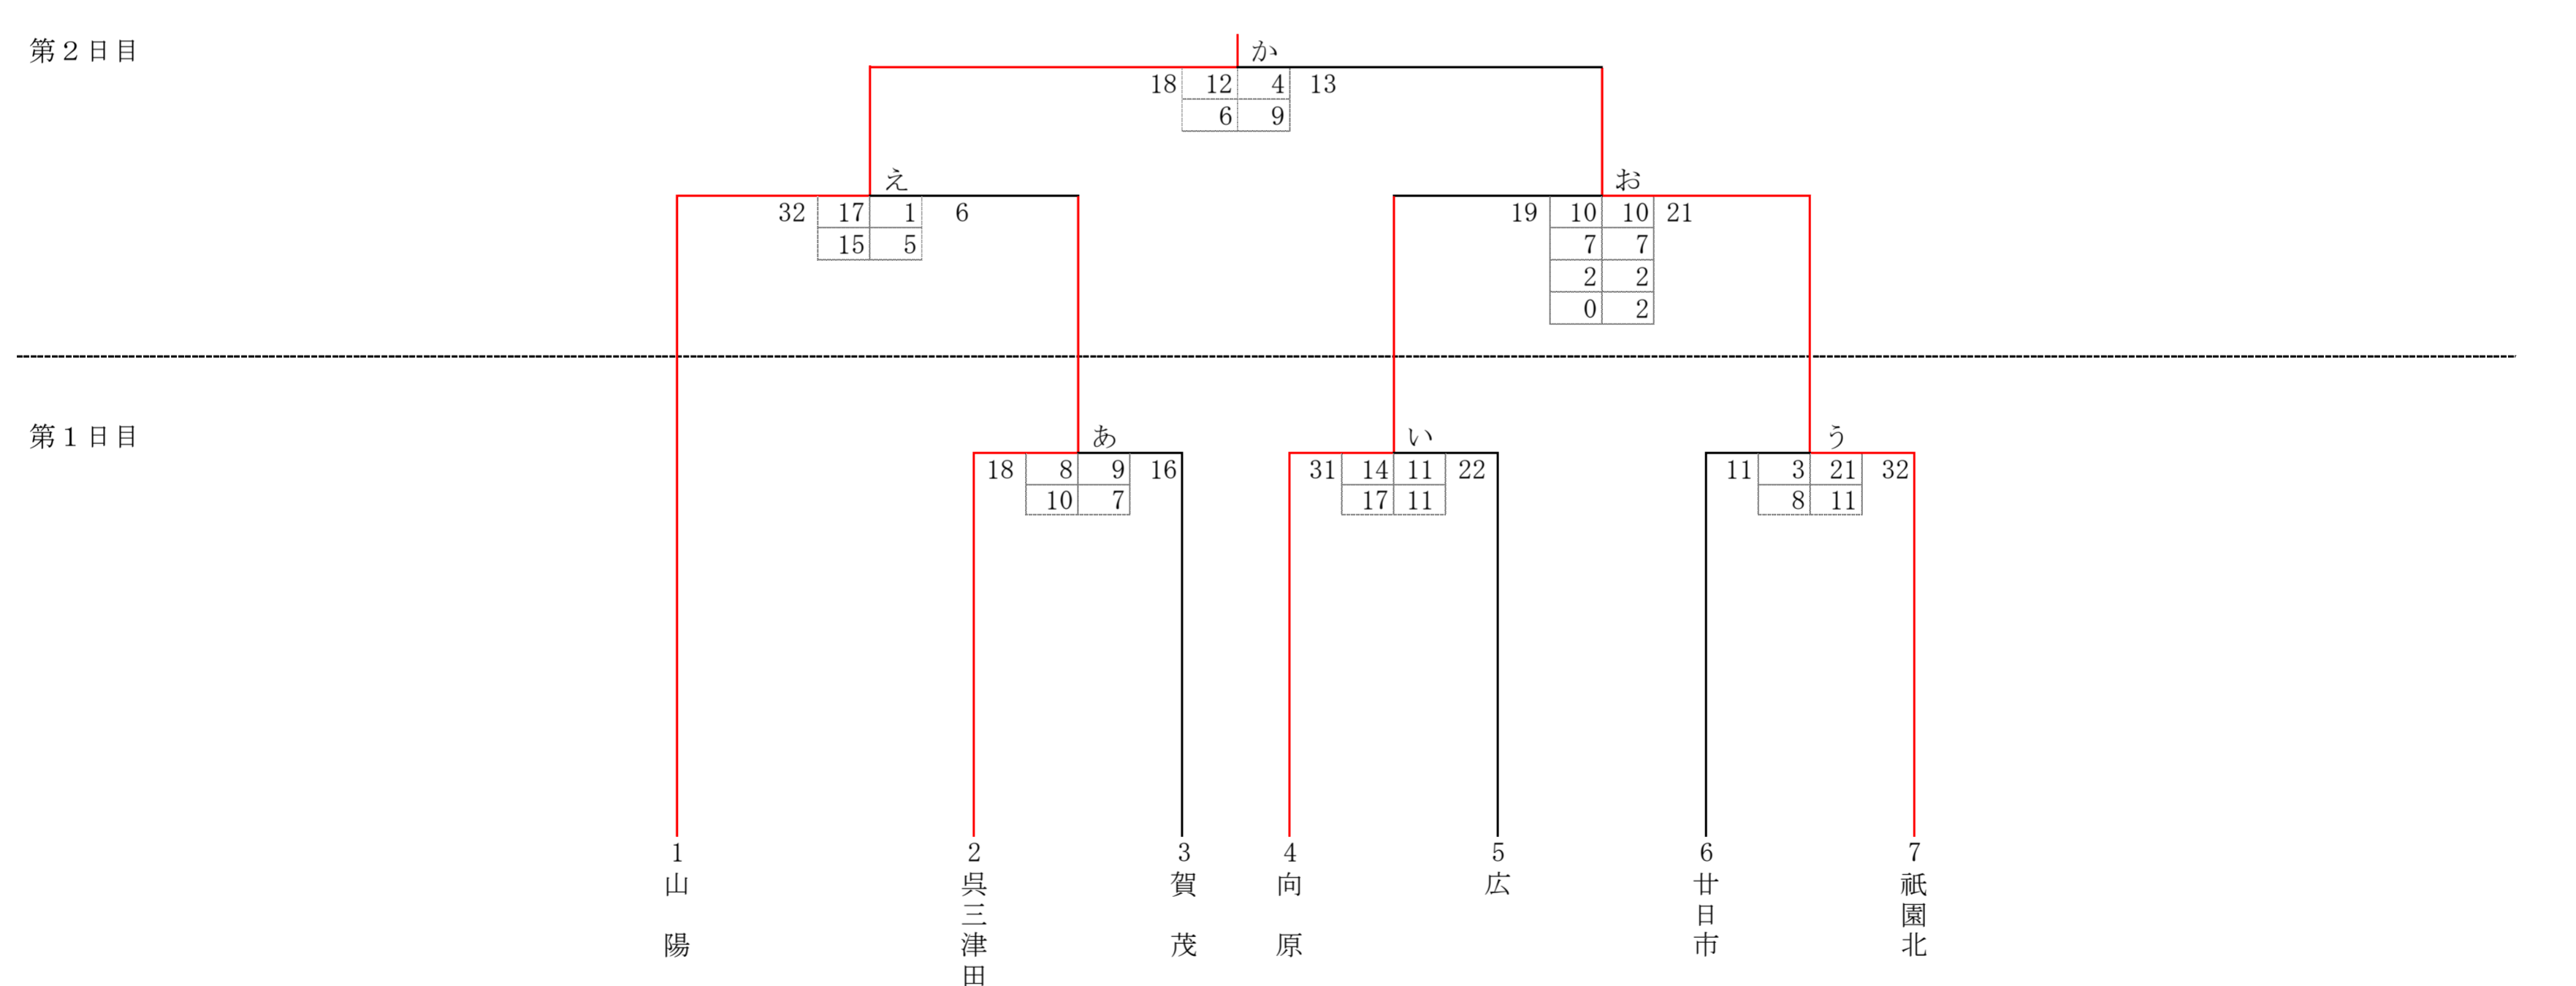 第２日目
か
18 12 4 13
6 9
え お
32 17 1 6 19 10 10 21
15 5 7 7
2 2
0 2
第１日目
あ い う
18 8 9 16 31 14 11 22 11 3 21 32
10 7 17 11 8 11
1 2 3 4 5 6 7
山陽
呉三津田
賀茂
向原
広
廿日市
祇園北